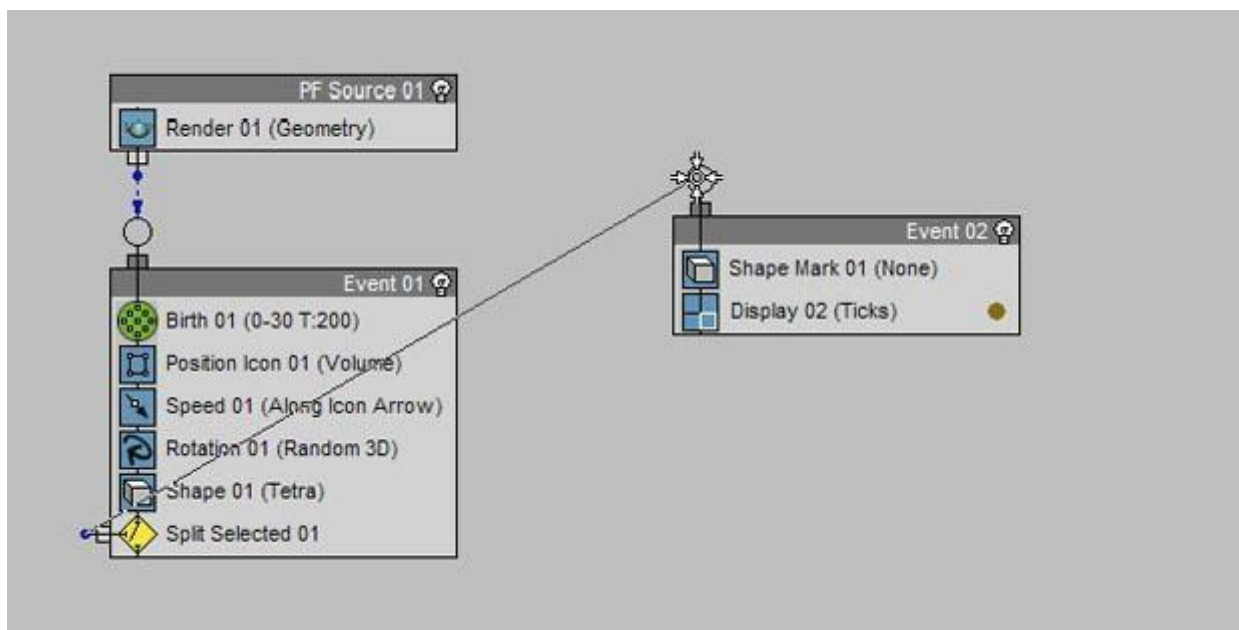 PF Source 01
Render 01 (Geometry)
Event 01
Birth 01 (0-30 T:200)
Position Icon 01 (Volume)
Speed 01 (Along Icon Arrow)
Rotation 01 (Random 3D)
Shape 01 (Tetra)
Split Selected 01
Event 02
Shape Mark 01 (None)
Display 02 (Ticks)